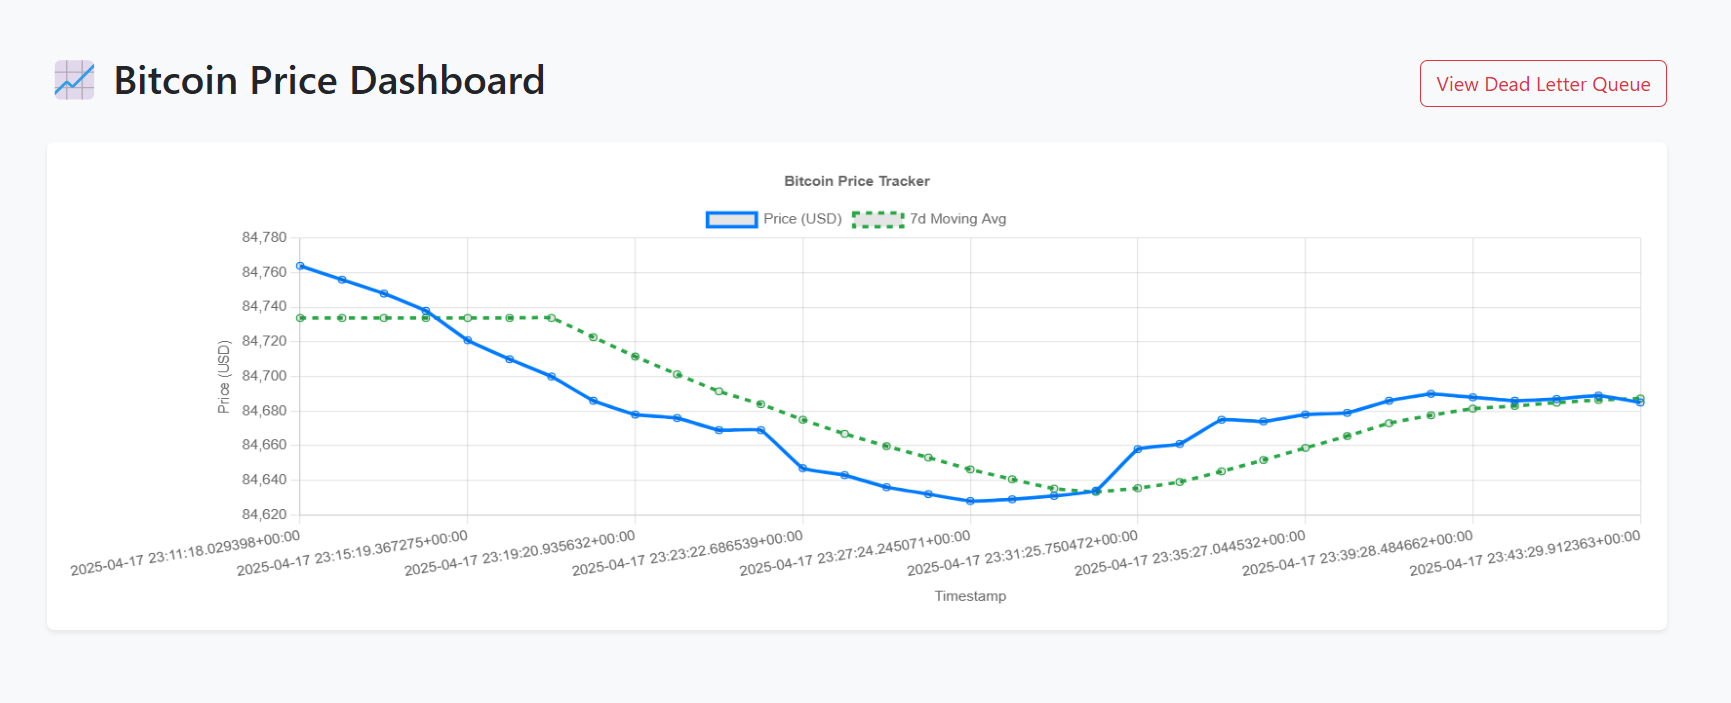 Bitcoin Price Dashboard
View Dead Letter Queue
Bitcoin Price Tracker
Price (USD)
7d Moving Avg
84,780
84,760
84,740
84,720
84,700
84,680
84,660
84,640
84,620
Price (USD)
2025-04-17 23:11:18.029398+00:00
2025-04-17 23:15:19.367275+00:00
2025-04-17 23:19:20.935632+00:00
2025-04-17 23:23:22.686539+00:00
2025-04-17 23:27:24.245071+00:00
2025-04-17 23:31:25.750472+00:00
2025-04-17 23:35:27.044532+00:00
2025-04-17 23:39:28.484662+00:00
2025-04-17 23:43:29.912363+00:00
Timestamp